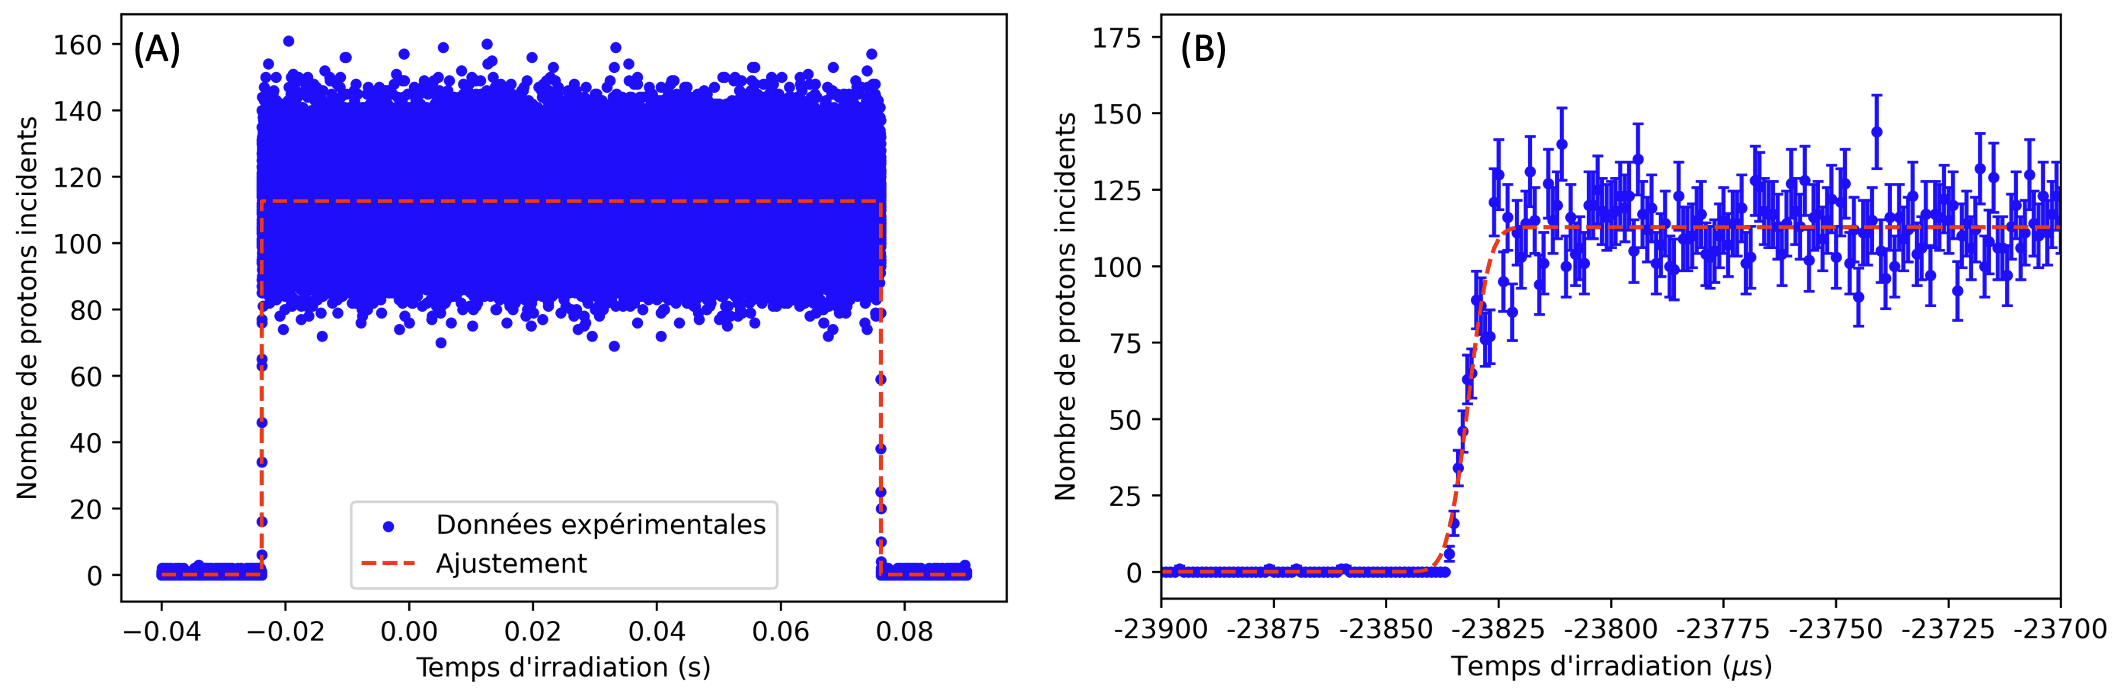 (A)
160
140
120
100
80
60
40
20
0
Nombre de protons incidents
Données expérimentales
Ajustement
−0.04 −0.02 0.00 0.02 0.04 0.06 0.08
Temps d'irradiation (s)
(B)
175
150
125
100
75
50
25
0
Nombre de protons incidents
-23900 -23875 -23850 -23825 -23800 -23775 -23750 -23725 -23700
Temps d'irradiation (μs)